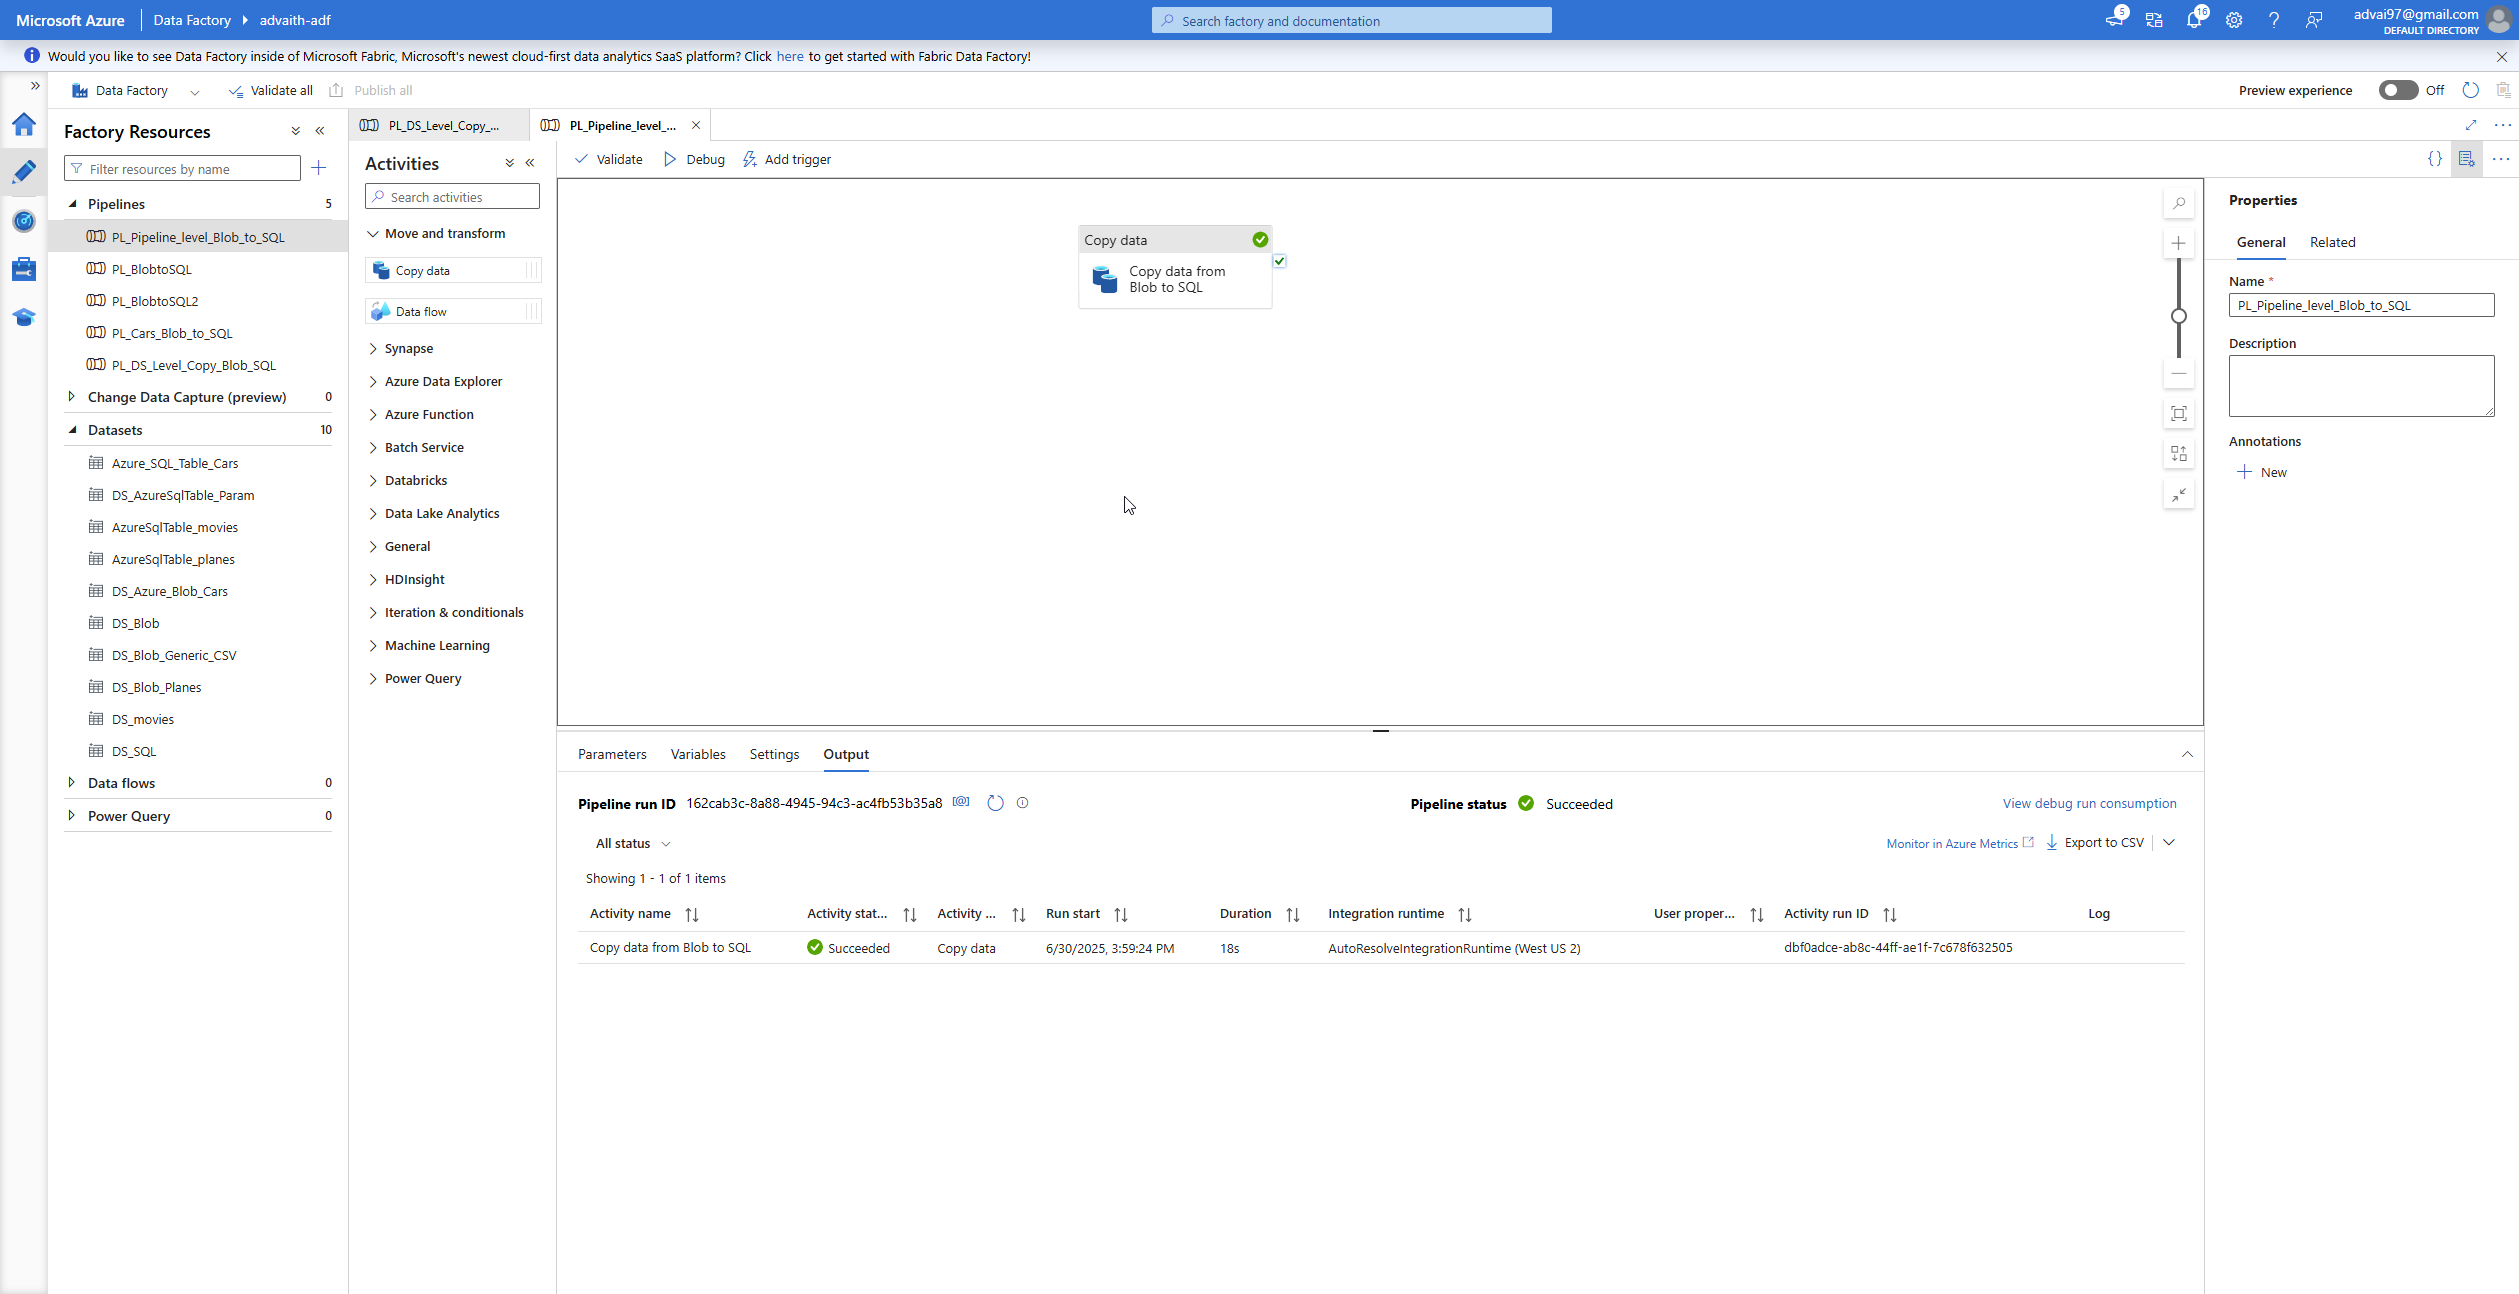 Microsoft Azure
Data Factory
advaith-adf
Search factory and documentation
5
16
advai97@gmail.com
DEFAULT DIRECTORY
Would you like to see Data Factory inside of Microsoft Fabric, Microsoft's newest cloud-first data analytics SaaS platform? Click here to get started with Fabric Data Factory!
Data Factory
Validate all
Publish all
Preview experience
Off
Factory Resources
Filter resources by name
Pipelines 5
PL_Pipeline_level_Blob_to_SQL
PL_BlobtoSQL
PL_BlobtoSQL2
PL_Cars_Blob_to_SQL
PL_DS_Level_Copy_Blob_SQL
Change Data Capture (preview) 0
Datasets 10
Azure_SQL_Table_Cars
DS_AzureSqlTable_Param
AzureSqlTable_movies
AzureSqlTable_planes
DS_Azure_Blob_Cars
DS_Blob
DS_Blob_Generic_CSV
DS_Blob_Planes
DS_movies
DS_SQL
Data flows 0
Power Query 0
PL_DS_Level_Copy_...
PL_Pipeline_level_...
Activities
Search activities
Move and transform
Copy data
Data flow
Synapse
Azure Data Explorer
Azure Function
Batch Service
Databricks
Data Lake Analytics
General
HDInsight
Iteration & conditionals
Machine Learning
Power Query
Validate
Debug
Add trigger
Copy data
Copy data from
Blob to SQL
Parameters
Variables
Settings
Output
Pipeline run ID 162cab3c-8a88-4945-94c3-ac4fb53b35a8
Pipeline status Succeeded
View debug run consumption
All status
Monitor in Azure Metrics
Export to CSV
Showing 1 - 1 of 1 items
Activity name Activity stat... Activity ... Run start Duration Integration runtime User proper... Activity run ID Log
Copy data from Blob to SQL Succeeded Copy data 6/30/2025, 3:59:24 PM 18s AutoResolveIntegrationRuntime (West US 2) dbf0adce-ab8c-44ff-ae1f-7c678f632505
Properties
General
Related
Name *
PL_Pipeline_level_Blob_to_SQL
Description
Annotations
New